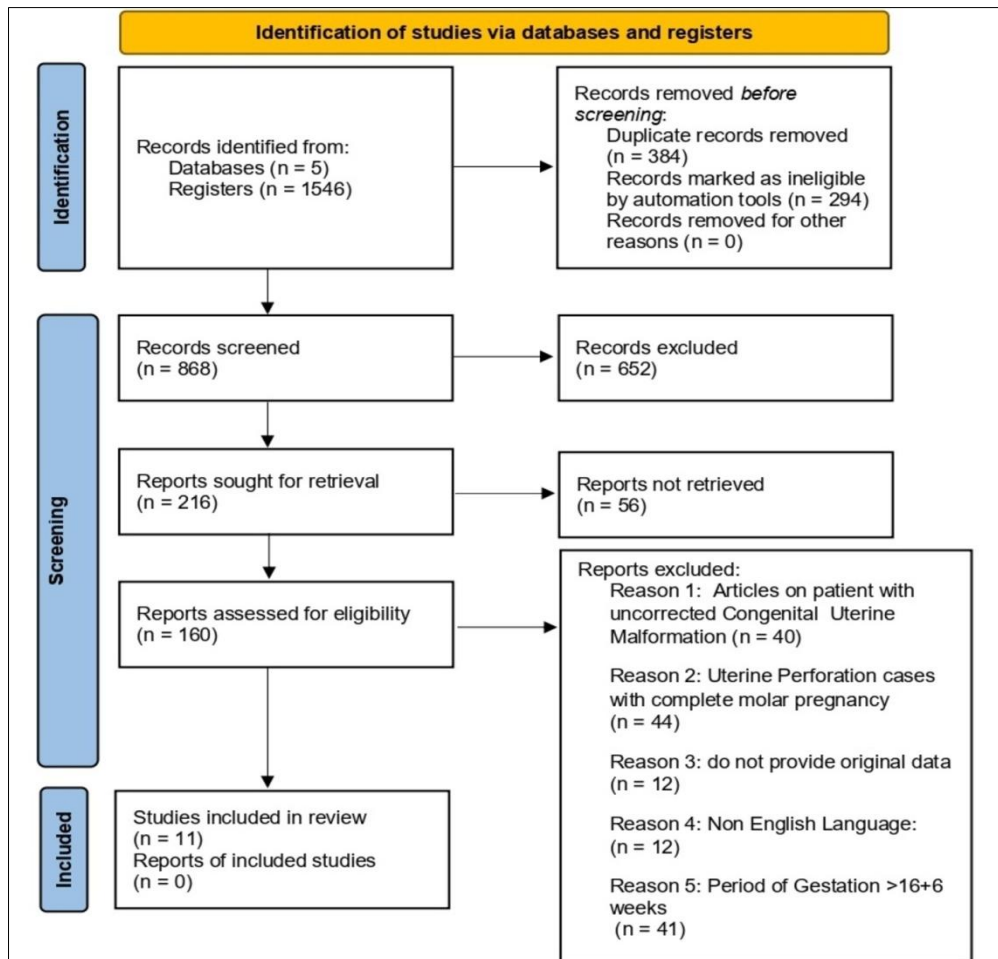 Identification of studies via databases and registers
Identification
Records identified from:
Databases (n = 5)
Registers (n = 1546)
Records removed before
screening:
Duplicate records removed
(n = 384)
Records marked as ineligible
by automation tools (n = 294)
Records removed for other
reasons (n = 0)
Screening
Records screened
(n = 868)
Records excluded
(n = 652)
Reports sought for retrieval
(n = 216)
Reports not retrieved
(n = 56)
Reports assessed for eligibility
(n = 160)
Reports excluded:
Reason 1: Articles on patient with
uncorrected Congenital Uterine
Malformation (n = 40)
Reason 2: Uterine Perforation cases
with complete molar pregnancy
(n = 44)
Reason 3: do not provide original data
(n = 12)
Reason 4: Non English Language:
(n = 12)
Reason 5: Period of Gestation >16+6
weeks
(n = 41)
Included
Studies included in review
(n = 11)
Reports of included studies
(n = 0)